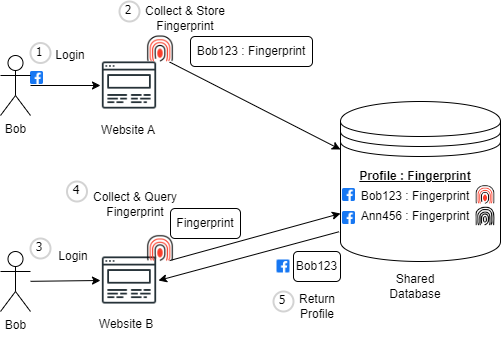 2
Collect & Store
Fingerprint
1
Login
Bob123 : Fingerprint
Bob
Website A
Profile : Fingerprint
Bob123 : Fingerprint
Ann456 : Fingerprint
4
Collect & Query
Fingerprint
Fingerprint
3
Login
Bob123
Shared
Database
5
Return
Profile
Bob
Website B